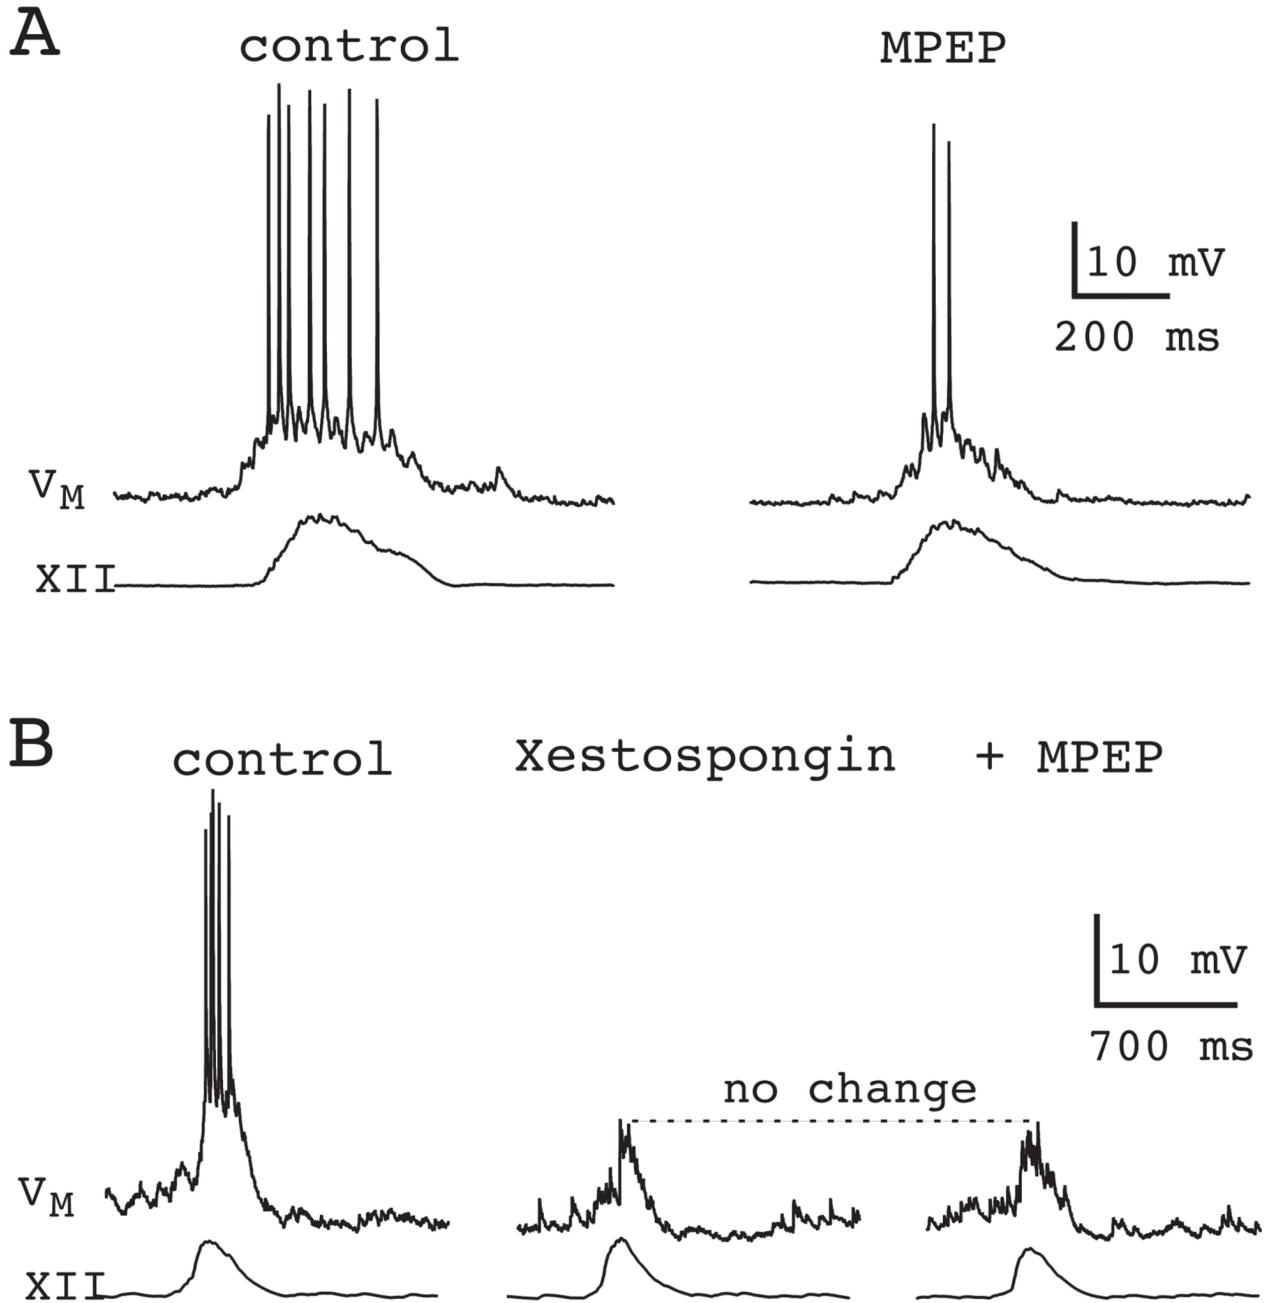 A
control MPEP
10 mV
200 ms
VM
XII
B
control Xestospongin + MPEP
10 mV
700 ms
no change
VM
XII